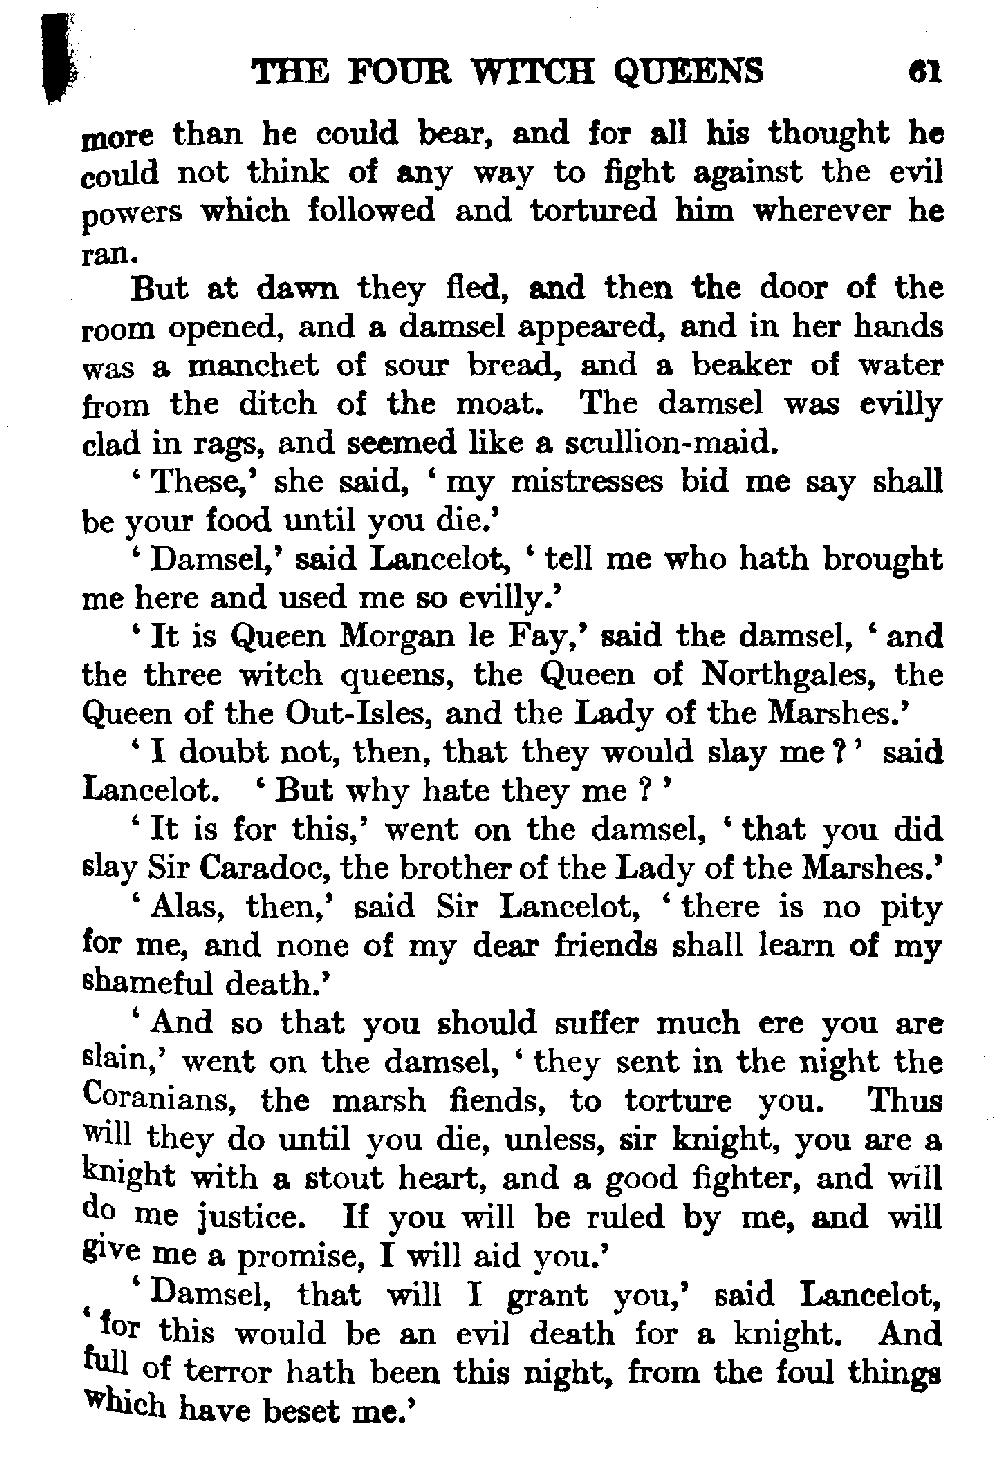 THE FOUR WITCH QUEENS 61
more than he could bear, and for all his thought he
could not think of any way to fight against the evil
powers which followed and tortured him wherever he
ran.
But at dawn they fled, and then the door of the
room opened, and a damsel appeared, and in her hands
was a manchet of sour bread, and a beaker of water
from the ditch of the moat. The damsel was evilly
clad in rags, and seemed like a scullion-maid.
‘ These,’ she said, ‘ my mistresses bid me say shall
be your food until you die.’
‘ Damsel,’ said Lancelot, ‘ tell me who hath brought
me here and used me so evilly.’
‘ It is Queen Morgan le Fay,’ said the damsel, ‘ and
the three witch queens, the Queen of Northgales, the
Queen of the Out-Isles, and the Lady of the Marshes.’
‘ I doubt not, then, that they would slay me ? ’ said
Lancelot. ‘ But why hate they me ? ’
‘ It is for this,’ went on the damsel, ‘ that you did
slay Sir Caradoc, the brother of the Lady of the Marshes.’
‘ Alas, then,’ said Sir Lancelot, ‘ there is no pity
for me, and none of my dear friends shall learn of my
shameful death.’
‘ And so that you should suffer much ere you are
slain,’ went on the damsel, ‘ they sent in the night the
Coranians, the marsh fiends, to torture you. Thus
will they do until you die, unless, sir knight, you are a
knight with a stout heart, and a good fighter, and will
do me justice. If you will be ruled by me, and will
give me a promise, I will aid you.’
‘ Damsel, that will I grant you,’ said Lancelot,
‘ for this would be an evil death for a knight. And
full of terror hath been this night, from the foul things
which have beset me.’